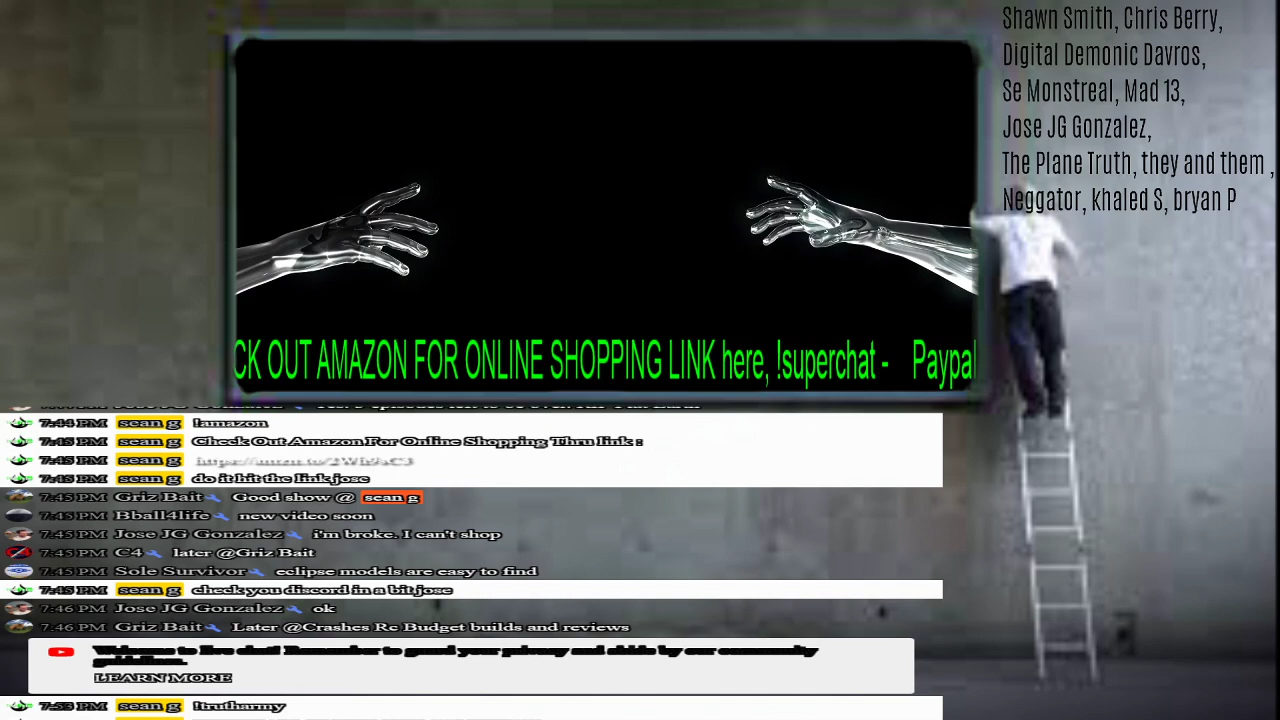 Shawn Smith, Chris Berry,
Digital Demonic Davros,
Se Monstreal, Mad 13,
Jose JG Gonzalez,
The Plane Truth, they and them ,
Neggator, khaled S, bryan P
CK OUT AMAZON FOR ONLINE SHOPPING LINK here, !superchat -    Paypal
7:44 PM sean g !amazon
7:45 PM sean g Check Out Amazon For Online Shopping Thru link :
7:45 PM sean g
7:45 PM sean g do it hit the link jose
7:45 PM Griz Bait Good show @ sean g
7:45 PM Bball4life new video soon
7:45 PM Jose JG Gonzalez i'm broke. I can't shop
7:45 PM C4 later @Griz Bait
7:45 PM Sole Survivor eclipse models are easy to find
7:45 PM sean g check you discord in a bit jose
7:46 PM Jose JG Gonzalez ok
7:46 PM Griz Bait Later @Crashes Rc Budget builds and reviews
Welcome to live chat! Remember to guard your privacy and abide by our community
guidelines.
LEARN MORE
7:53 PM sean g !trutharmy